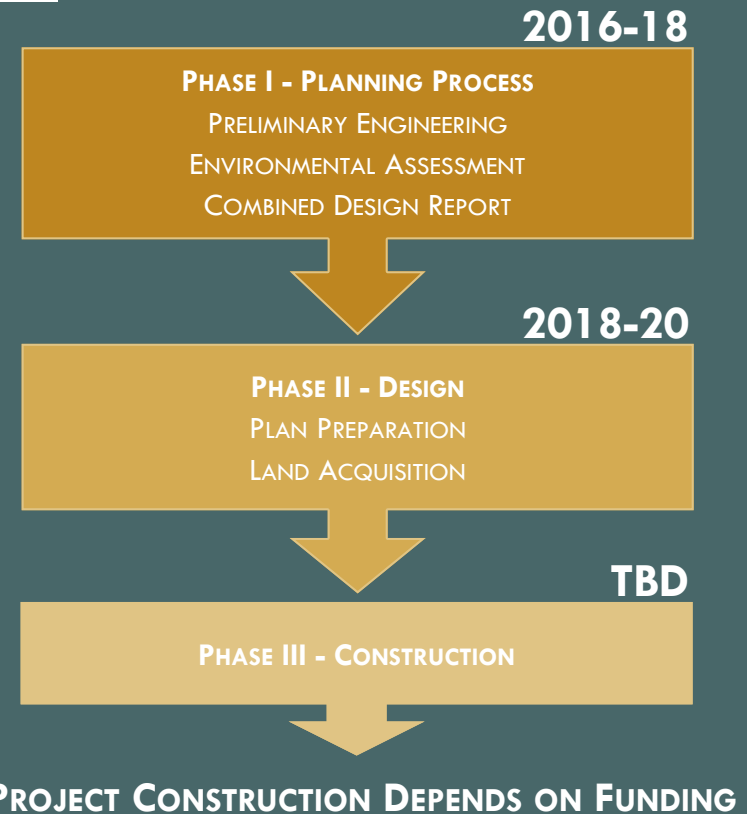 2016-18
Phase I - Planning Process
Preliminary Engineering
Environmental Assessment
Combined Design Report
2018-20
Phase II - Design
Plan Preparation
Land Acquisition
TBD
Phase III - Construction
Project Construction Depends on Funding